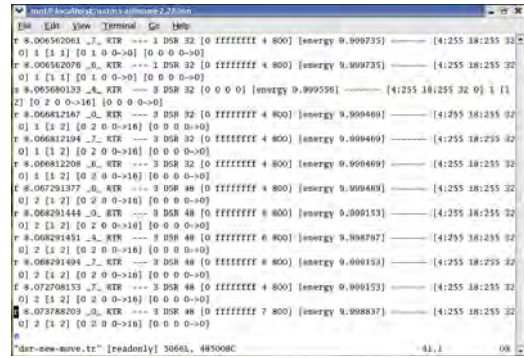 File Edit View Terminal Go Help
r 8.006562061 _7_ RTR --- 1 DSR 32 [0 ffffffff 4 800] [energy 9.999735] ------- [4:255 18:255 32
0] 1 [1 1] [0 1 0 0->0] [0 0 0 0->0]
r 8.006562076 _8_ RTR --- 1 DSR 32 [0 ffffffff 4 800] [energy 9.999735] ------- [4:255 18:255 32
0] 1 [1 1] [0 1 0 0->0] [0 0 0 0->0]
s 8.065680133 _4_ RTR --- 3 DSR 32 [0 0 0 0] [energy 9.999556] ------- [4:255 18:255 32 0] 1 [1
2] [0 2 0 0->16] [0 0 0 0->0]
r 8.066812167 _0_ RTR --- 3 DSR 32 [0 ffffffff 4 800] [energy 9.999469] ------- [4:255 18:255 32
0] 1 [1 2] [0 2 0 0->16] [0 0 0 0->0]
r 8.066812194 _7_ RTR --- 3 DSR 32 [0 ffffffff 4 800] [energy 9.999469] ------- [4:255 18:255 32
0] 1 [1 2] [0 2 0 0->16] [0 0 0 0->0]
r 8.066812208 _8_ RTR --- 3 DSR 32 [0 ffffffff 4 800] [energy 9.999469] ------- [4:255 18:255 32
0] 1 [1 2] [0 2 0 0->16] [0 0 0 0->0]
f 8.067291377 _8_ RTR --- 3 DSR 48 [0 ffffffff 4 800] [energy 9.999469] ------- [4:255 18:255 32
0] 2 [1 2] [0 2 0 0->16] [0 0 0 0->0]
r 8.068291444 _0_ RTR --- 3 DSR 48 [0 ffffffff 8 800] [energy 9.999153] ------- [4:255 18:255 32
0] 2 [1 2] [0 2 0 0->16] [0 0 0 0->0]
r 8.068291451 _4_ RTR --- 3 DSR 48 [0 ffffffff 8 800] [energy 9.998787] ------- [4:255 18:255 32
0] 2 [1 2] [0 2 0 0->16] [0 0 0 0->0]
r 8.068291494 _7_ RTR --- 3 DSR 48 [0 ffffffff 8 800] [energy 9.999153] ------- [4:255 18:255 32
0] 2 [1 2] [0 2 0 0->16] [0 0 0 0->0]
f 8.072708153 _7_ RTR --- 3 DSR 48 [0 ffffffff 4 800] [energy 9.999153] ------- [4:255 18:255 32
0] 2 [1 2] [0 2 0 0->16] [0 0 0 0->0]
r 8.073788203 _0_ RTR --- 3 DSR 48 [0 ffffffff 7 800] [energy 9.998837] ------- [4:255 18:255 32
0] 2 [1 2] [0 2 0 0->16] [0 0 0 0->0]
@
"dsr-new-move.tr" [readonly] 5066L, 485008C 41,1 0%